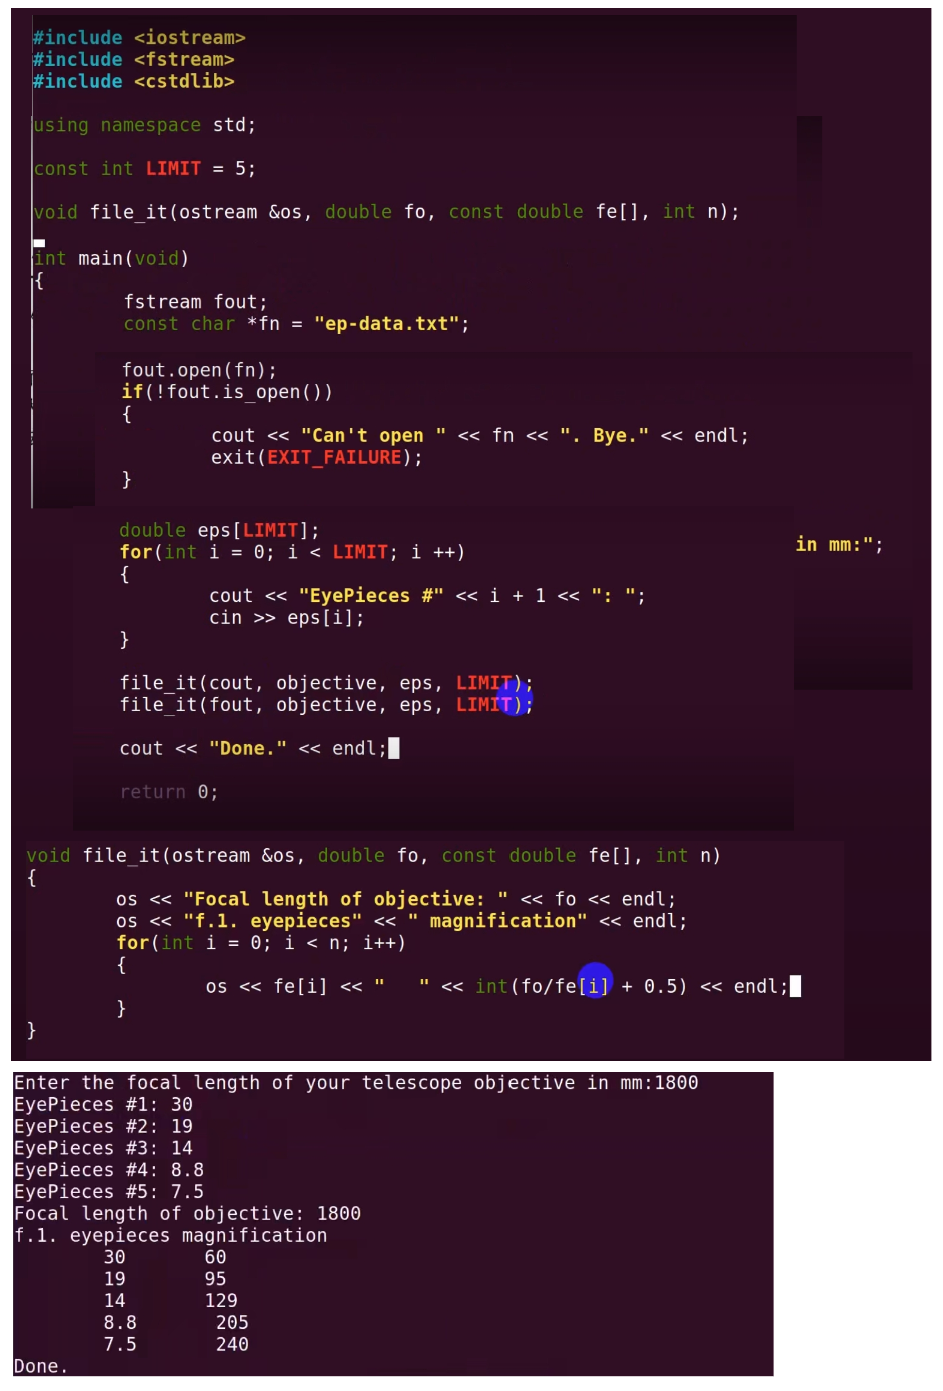 #include <iostream>
#include <fstream>
#include <cstdlib>
using namespace std;
const int LIMIT = 5;
void file_it(ostream &os, double fo, const double fe[], int n);
int main(void)
{
        fstream fout;
        const char *fn = "ep-data.txt";
        fout.open(fn);
        if(!fout.is_open())
        {
                cout << "Can't open " << fn << ". Bye." << endl;
                exit(EXIT_FAILURE);
        }
        double eps[LIMIT];
in mm:";
        for(int i = 0; i < LIMIT; i ++)
        {
                cout << "EyePieces #" << i + 1 << ": ";
                cin >> eps[i];
        }
        file_it(cout, objective, eps, LIMIT);
        file_it(fout, objective, eps, LIMIT);
        cout << "Done." << endl;
        return 0;
void file_it(ostream &os, double fo, const double fe[], int n)
{
        os << "Focal length of objective: " << fo << endl;
        os << "f.1. eyepieces" << " magnification" << endl;
        for(int i = 0; i < n; i++)
        {
                os << fe[i] << "   " << int(fo/fe[i] + 0.5) << endl;
        }
}
Enter the focal length of your telescope objective in mm:1800
EyePieces #1: 30
EyePieces #2: 19
EyePieces #3: 14
EyePieces #4: 8.8
EyePieces #5: 7.5
Focal length of objective: 1800
f.1. eyepieces magnification
        30       60
        19       95
        14       129
        8.8       205
        7.5       240
Done.